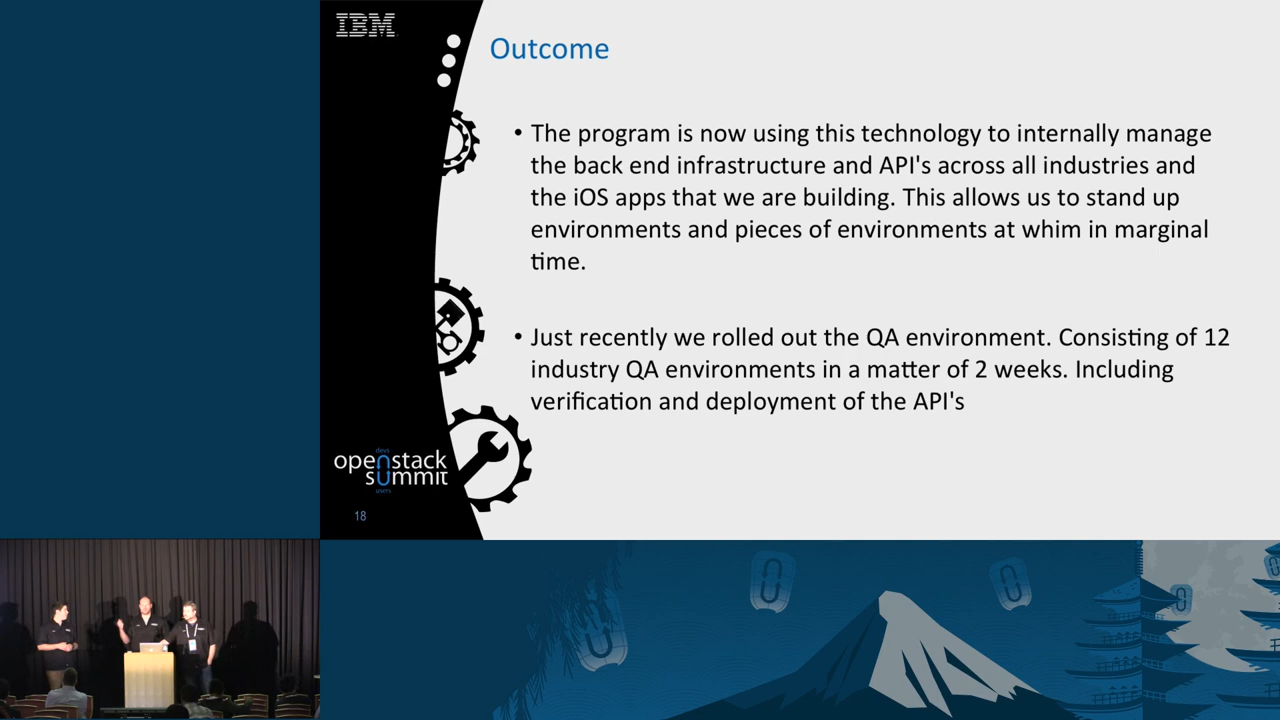 IBM
Outcome
• The program is now using this technology to internally manage
the back end infrastructure and API's across all industries and
the iOS apps that we are building. This allows us to stand up
environments and pieces of environments at whim in marginal
time.
• Just recently we rolled out the QA environment. Consisting of 12
industry QA environments in a matter of 2 weeks. Including
verification and deployment of the API's
devs
openstack
summit
users
18